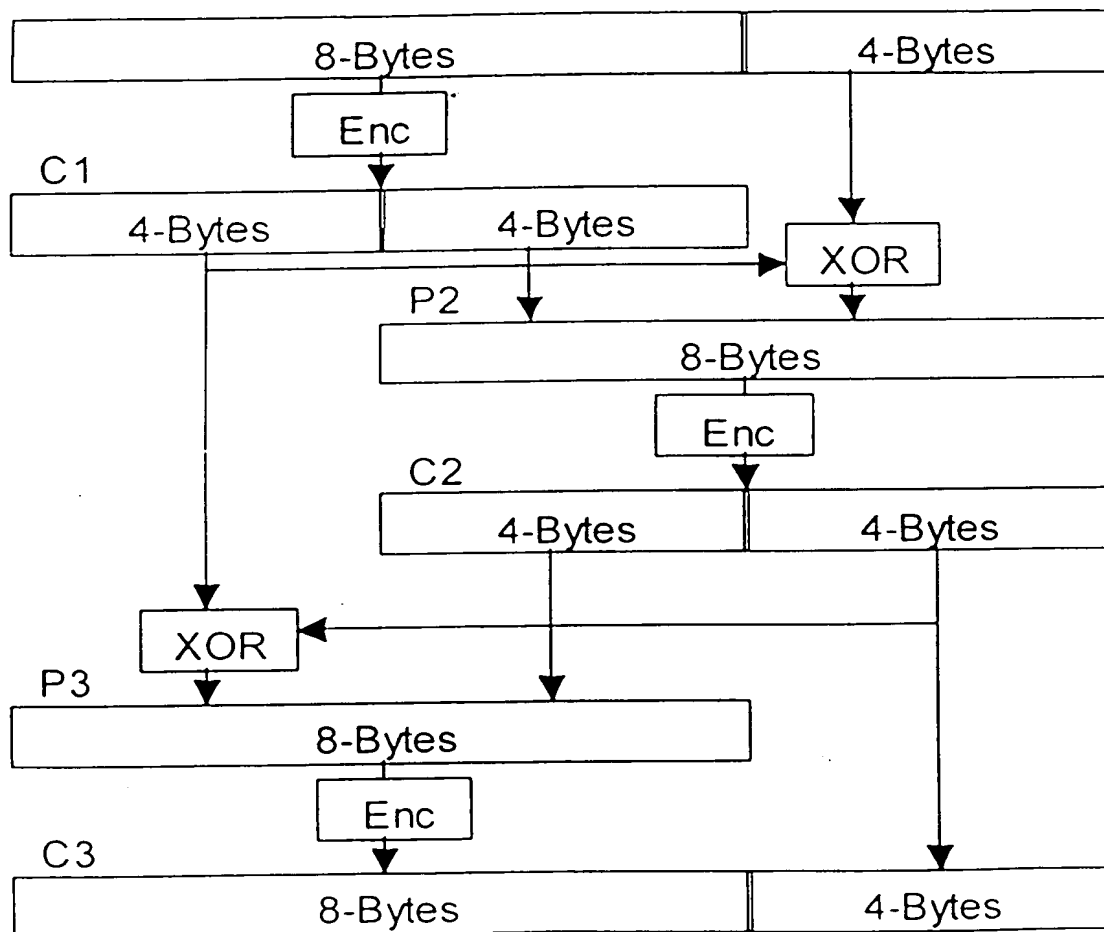 8-Bytes 4-Bytes
Enc
C1
4-Bytes 4-Bytes
XOR
P2
8-Bytes
Enc
C2
4-Bytes 4-Bytes
XOR
P3
8-Bytes
Enc
C3
8-Bytes 4-Bytes